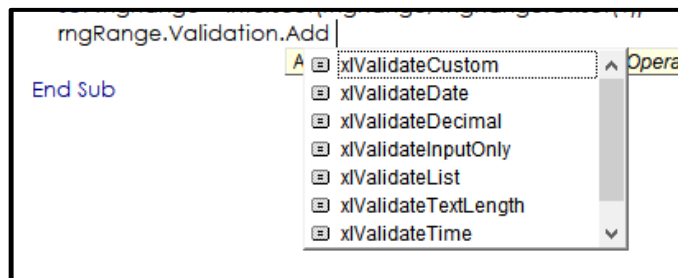 rngRange.Validation.Add
xlValidateCustom
Opera
End Sub
xlValidateDate
xlValidateDecimal
xlValidateInputOnly
xlValidateList
xlValidateTextLength
xlValidateTime